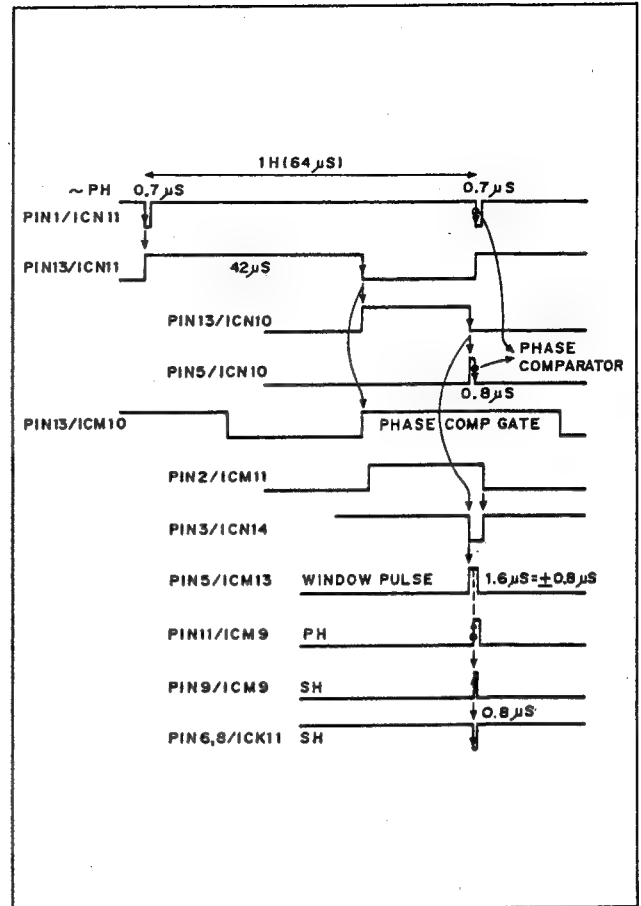 1H(64µS)
~PH 0.7µS 0.7µS
PIN1/ICN11
PIN13/ICN11 42µS
PIN13/ICN10
PHASE
COMPARATOR
PIN5/ICN10
0.8µS
PIN13/ICM10 PHASE COMP GATE
PIN2/ICM11
PIN3/ICN14
PIN5/ICM13 WINDOW PULSE 1.6µS=±0.8µS
PIN11/ICM9 PH
PIN9/ICM9 SH
0.8µS
PIN6,8/ICK11 SH